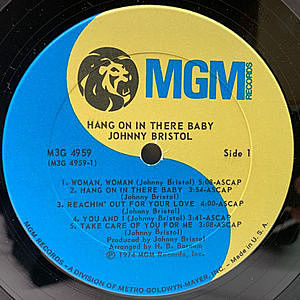 MGM
RECORDS
HANG ON IN THERE BABY
JOHNNY BRISTOL
M3G 4959
(M3G 4959-1)
Side 1
1. WOMAN, WOMAN (Johnny Bristol) 5:08-ASCAP
2. HANG ON IN THERE BABY 3:54-ASCAP
(Johnny Bristol)
3. REACHIN' OUT FOR YOUR LOVE 4:00-ASCAP
(Johnny Bristol)
4. YOU AND I (Johnny Bristol) 3:41-ASCAP
5. TAKE CARE OF YOU FOR ME 3:08-ASCAP
(Johnny Bristol)
Produced by Johnny Bristol
Arranged by H. B. Barnum
℗ 1974 MGM Records, Inc.
MGM RECORDS • A DIVISION OF METRO-GOLDWYN-MAYER, INC. • Made in U.S.A.